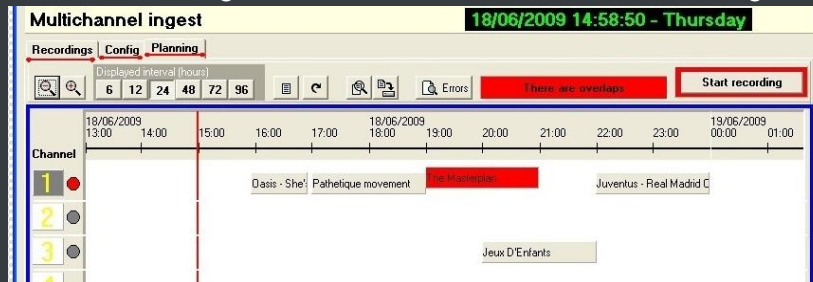 Multichannel ingest
18/06/2009 14:58:50 - Thursday
Recordings Config Planning
Displayed interval (hours)
6 12 24 48 72 96
Errors
There are overlaps
Start recording
18/06/2009 18/06/2009 19/06/2009
13:00 14:00 15:00 16:00 17:00 18:00 19:00 20:00 21:00 22:00 23:00 00:00 01:00
Channel
1 Oasis - She's Pathetique movement The Masterplan Juventus - Real Madrid C
2
3 Jeux D'Enfants